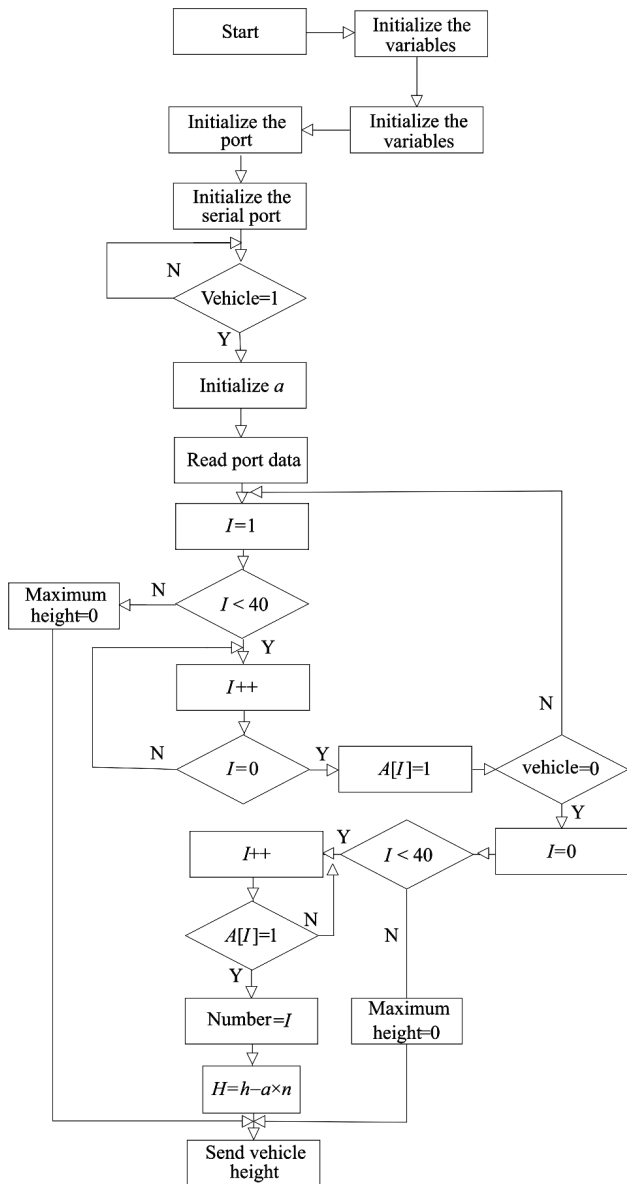 Start
Initialize the
variables
Initialize the
port
Initialize the
variables
Initialize the
serial port
N
Vehicle=1
Y
Initialize a
Read port data
I=1
Maximum
height=0
N
I < 40
Y
I++
N
I=0
Y
A[I]=1
vehicle=0
N
Y
I++
Y
I < 40
I=0
A[I]=1
N
N
Y
Number=I
Maximum
height=0
H=h−a×n
Send vehicle
height